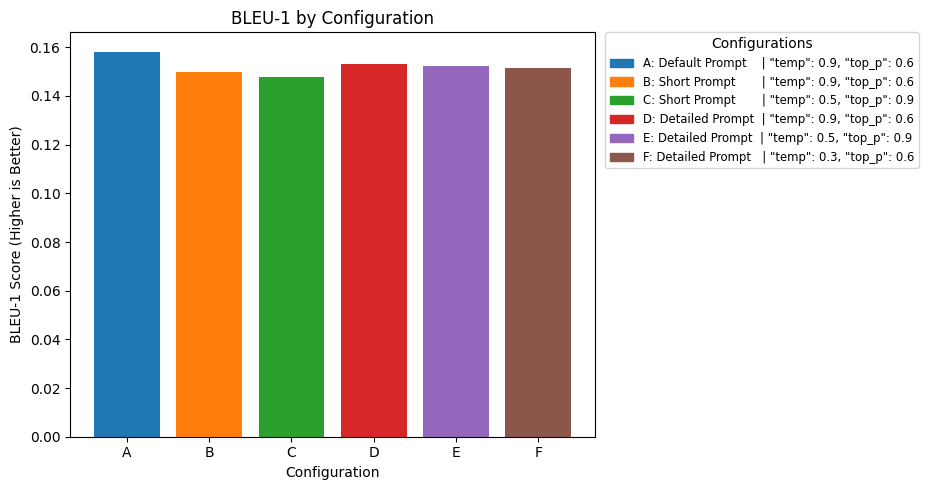 BLEU-1 by Configuration
BLEU-1 Score (Higher is Better)
0.16
0.14
0.12
0.10
0.08
0.06
0.04
0.02
0.00
A B C D E F
Configuration
Configurations
A: Default Prompt | "temp": 0.9, "top_p": 0.6
B: Short Prompt | "temp": 0.9, "top_p": 0.6
C: Short Prompt | "temp": 0.5, "top_p": 0.9
D: Detailed Prompt | "temp": 0.9, "top_p": 0.6
E: Detailed Prompt | "temp": 0.5, "top_p": 0.9
F: Detailed Prompt | "temp": 0.3, "top_p": 0.6